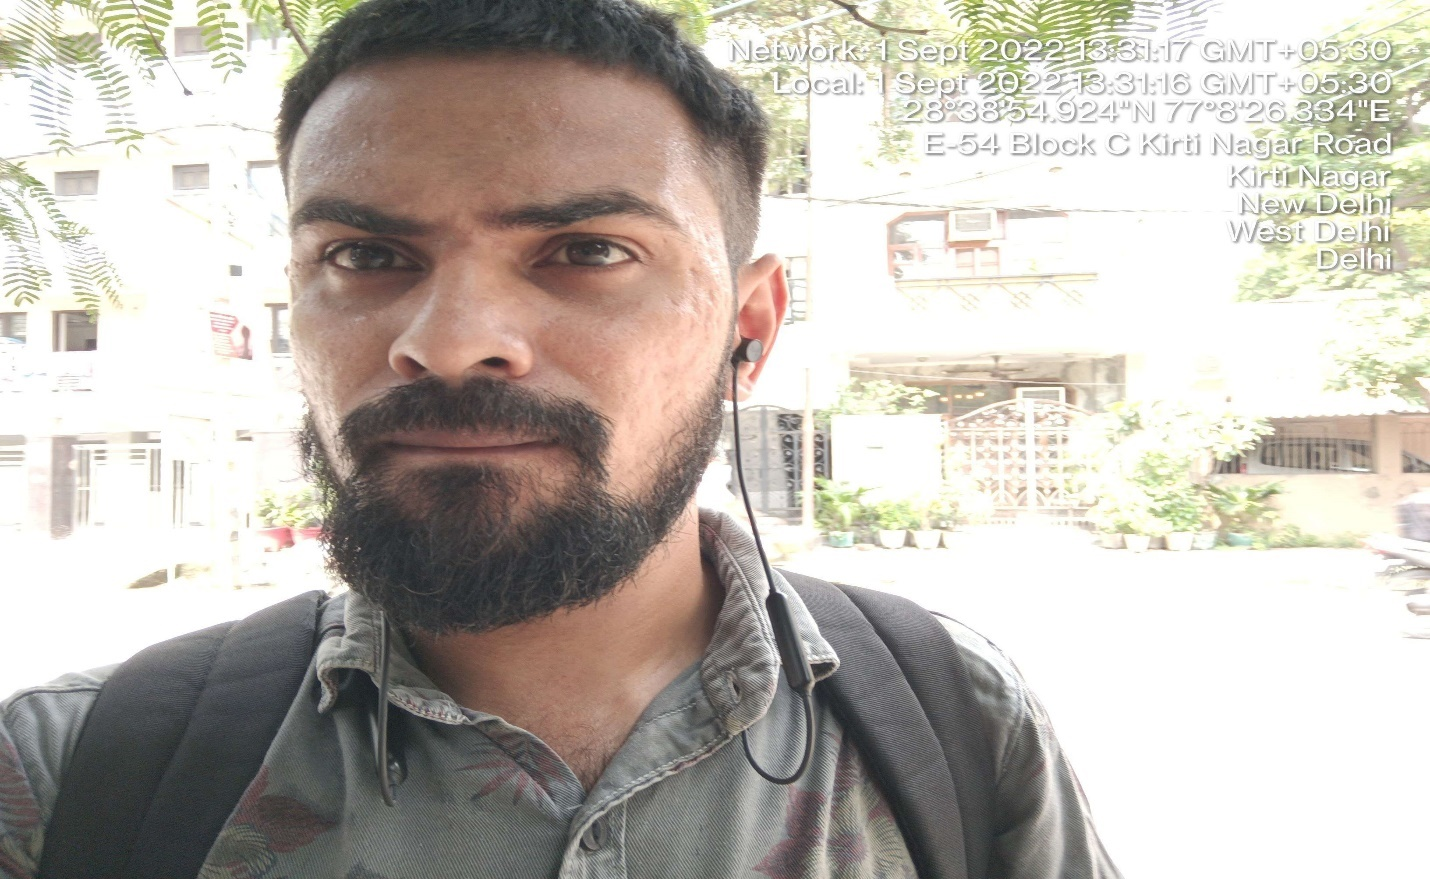 Network: 1 Sept 2022 13:31:17 GMT+05:30
Local: 1 Sept 2022 13:31:16 GMT+05:30
28°38'54.924"N 77°8'26.334"E
E-54 Block C Kirti Nagar Road
Kirti Nagar
New Delhi
West Delhi
Delhi